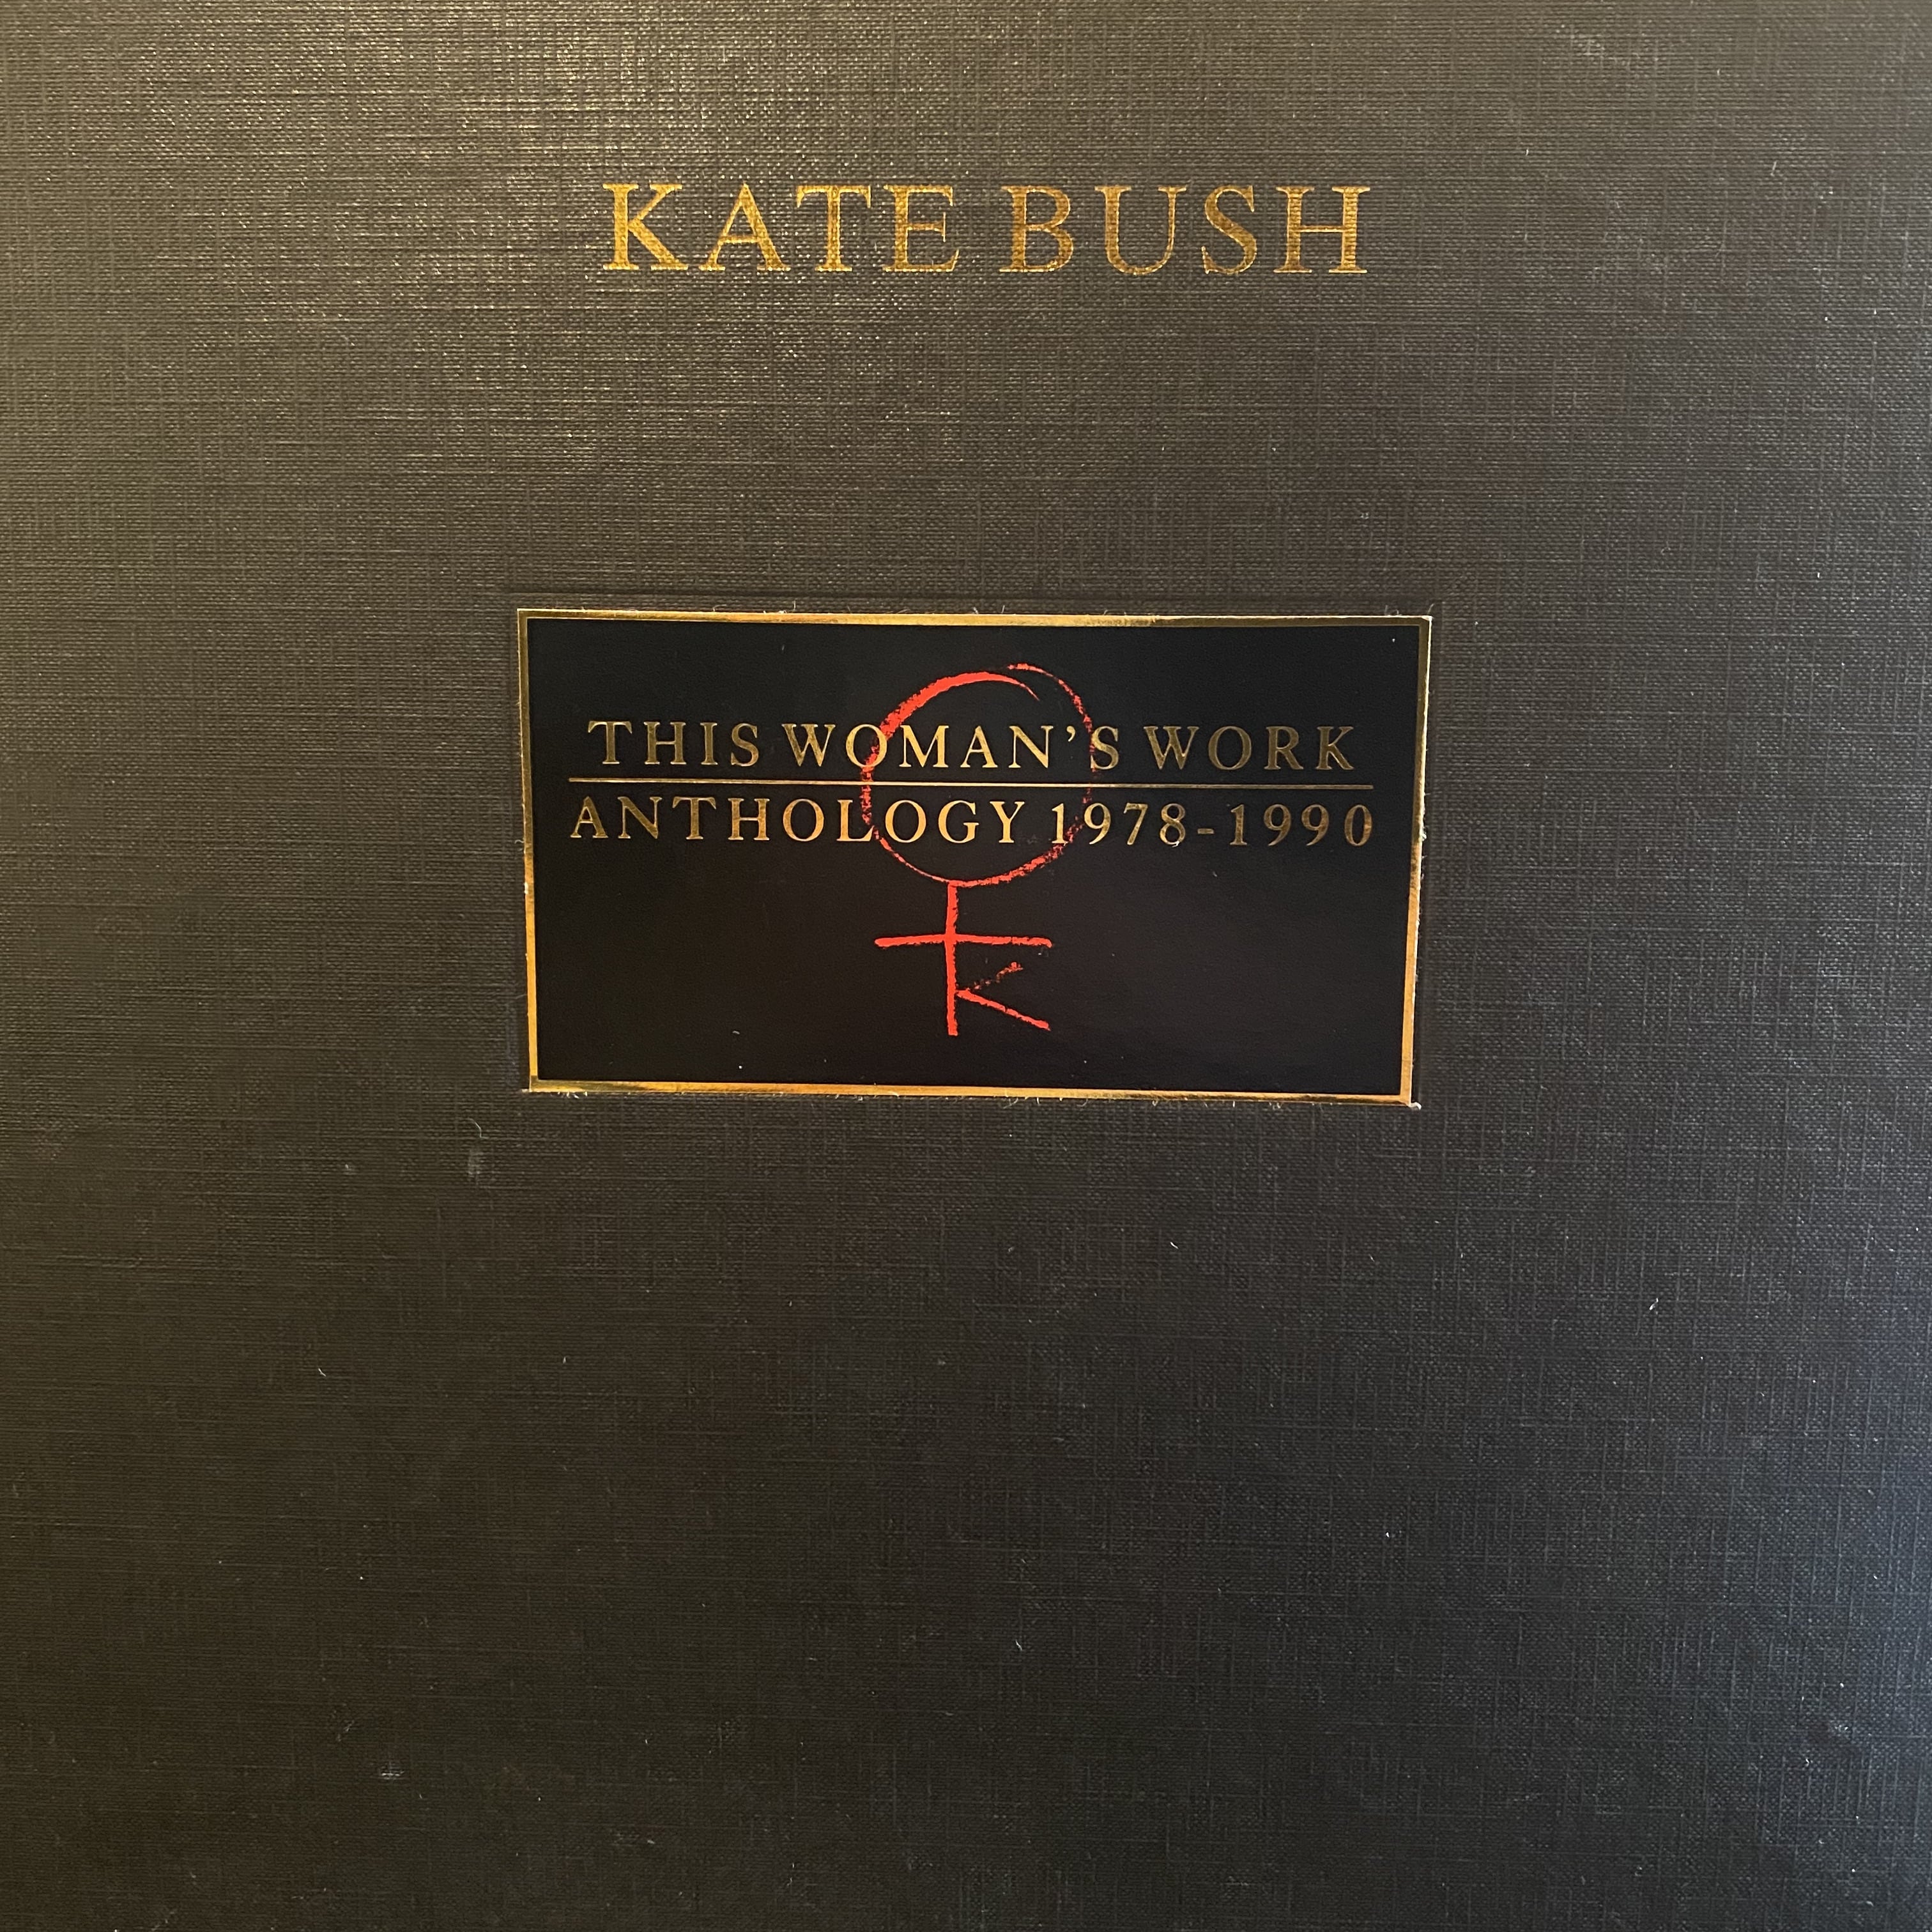 KATE BUSH
THIS WOMAN'S WORK
ANTHOLOGY 1978-1990
K